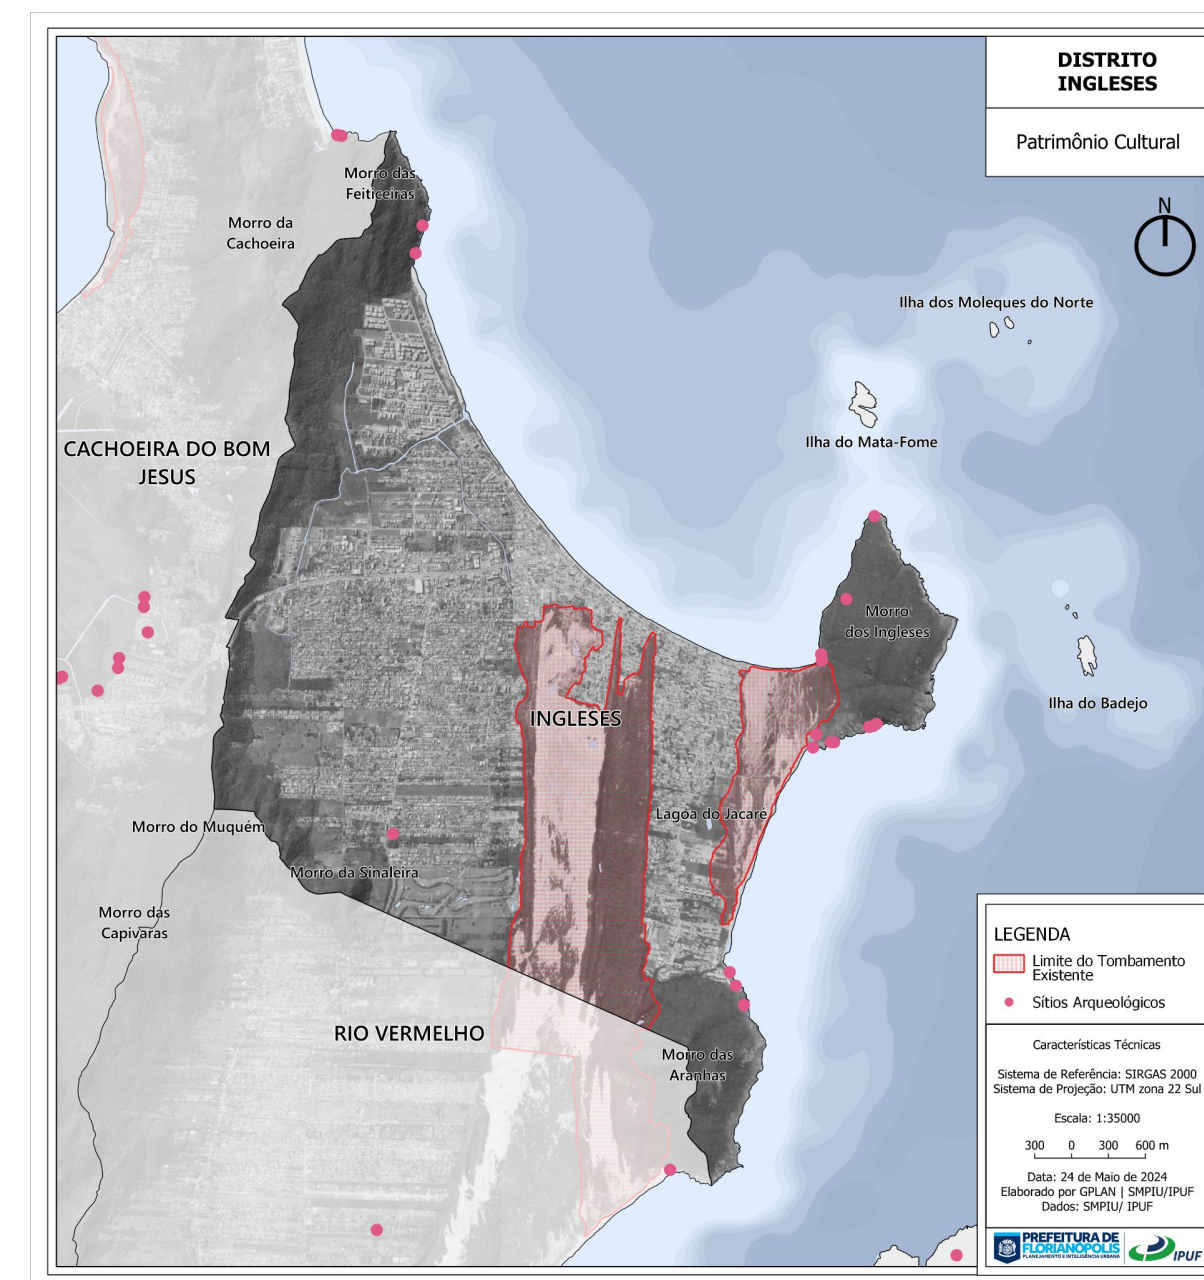 DISTRITO
INGLESES
Patrimônio Cultural
N
Morro das
Feiticeiras
Morro da
Cachoeira
Ilha dos Moleques do Norte
Ilha do Mata-Fome
CACHOEIRA DO BOM
JESUS
Morro
dos Ingleses
Ilha do Badejo
INGLESES
Lagoa do Jacaré
Morro do Muquém
Morro da Sinaleira
Morro das
Capivaras
RIO VERMELHO
Morro das
Aranhas
LEGENDA
Limite do Tombamento
Existente
Sítios Arqueológicos
Características Técnicas
Sistema de Referência: SIRGAS 2000
Sistema de Projeção: UTM zona 22 Sul
Escala: 1:35000
300 0 300 600 m
Data: 24 de Maio de 2024
Elaborado por GPLAN | SMPIU/IPUF
Dados: SMPIU/ IPUF
PREFEITURA DE
FLORIANÓPOLIS
PLANEJAMENTO E INTELIGÊNCIA URBANA
IPUF